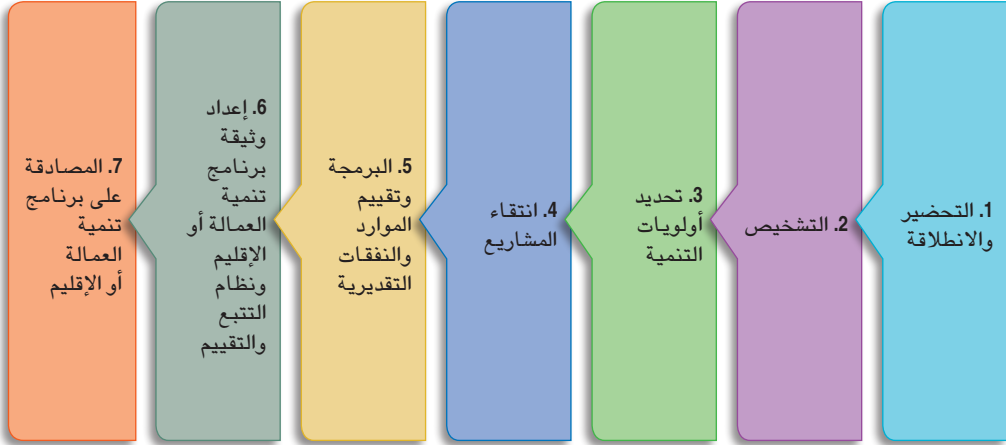 1. التحضير
والانطلاقة
2. التشخيص
3. تحديد
أولويات
التنمية
4. انتقاء
المشاريع
5. البرمجة
وتقييم
الموارد
والنفقات
التقديرية
6. إعداد
وثيقة
برنامج
تنمية
العمالة أو
الإقليم
ونظام
التتبع
والتقييم
7. المصادقة
على برنامج
تنمية
العمالة
أو الإقليم